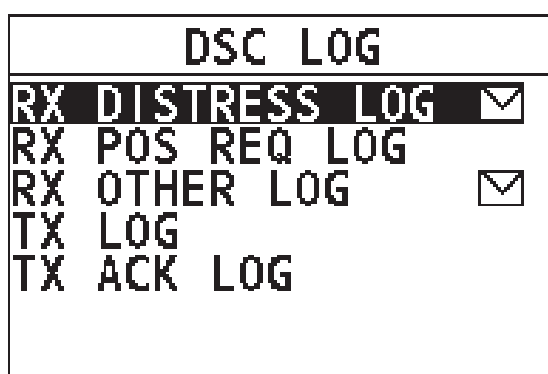 DSC LOG
RX DISTRESS LOG
RX POS REQ LOG
RX OTHER LOG
TX LOG
TX ACK LOG